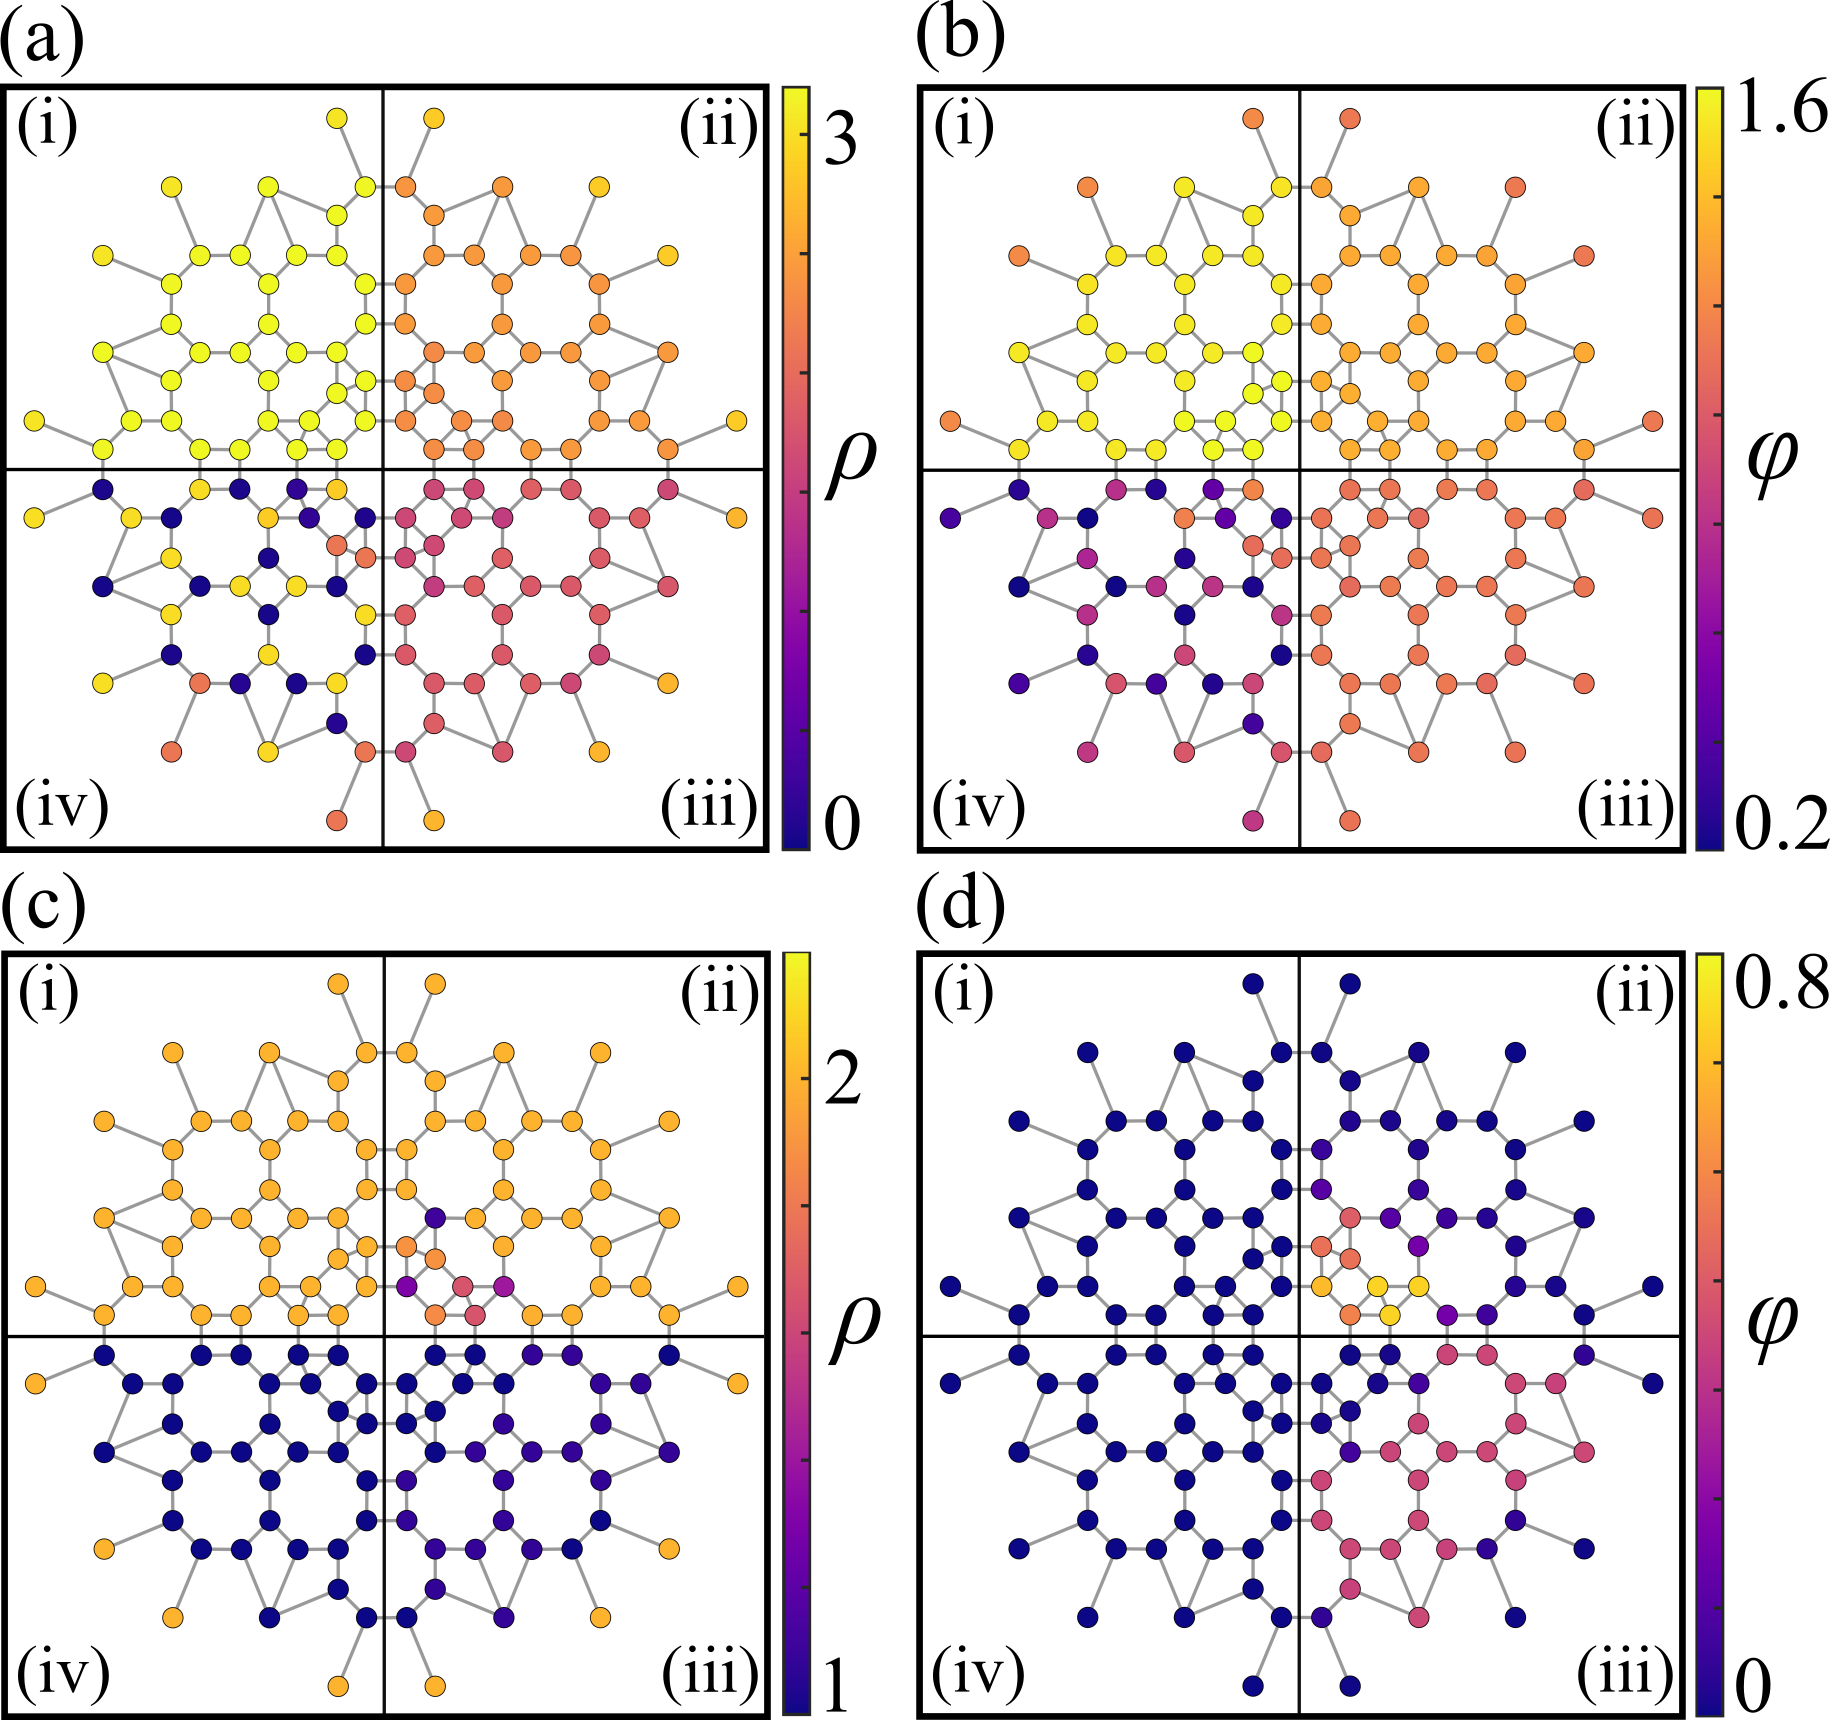 (a)
(i)
(ii)
(iv)
(iii)
3
ρ
0
(b)
(i)
(ii)
(iv)
(iii)
1.6
φ
0.2
(c)
(i)
(ii)
(iv)
(iii)
2
ρ
1
(d)
(i)
(ii)
(iv)
(iii)
0.8
φ
0